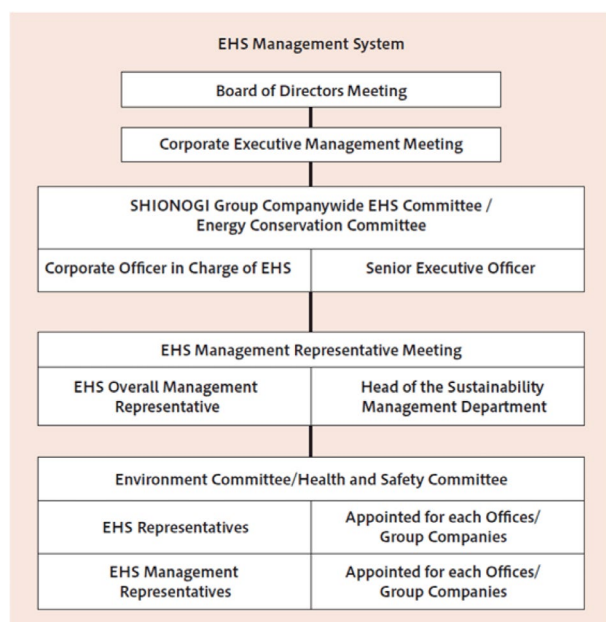 EHS Management System
Board of Directors Meeting
Corporate Executive Management Meeting
SHIONOGI Group Companywide EHS Committee /
Energy Conservation Committee
Corporate Officer in Charge of EHS
Senior Executive Officer
EHS Management Representative Meeting
EHS Overall Management
Representative
Head of the Sustainability
Management Department
Environment Committee/Health and Safety Committee
EHS Representatives
Appointed for each Offices/
Group Companies
EHS Management
Representatives
Appointed for each Offices/
Group Companies